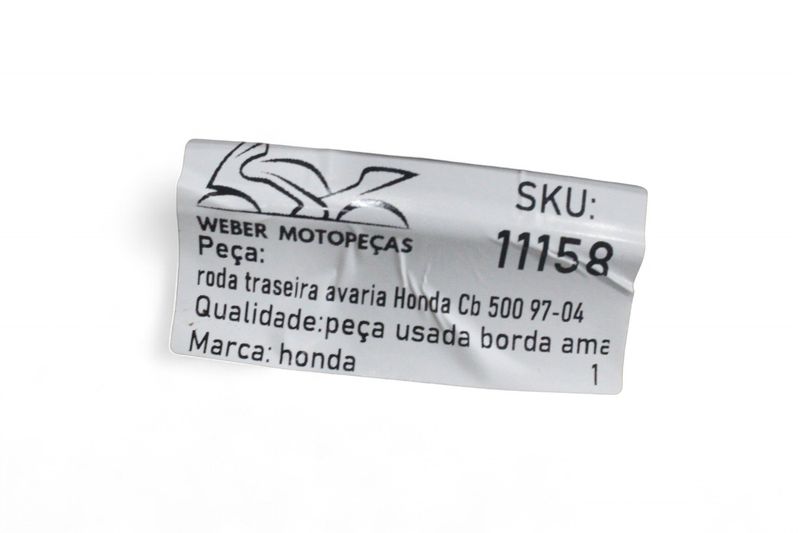 WEBER MOTOPEÇAS
SKU:
11158
Peça:
roda traseira avaria Honda Cb 500 97-04
Qualidade:peça usada borda ama
Marca: honda
1